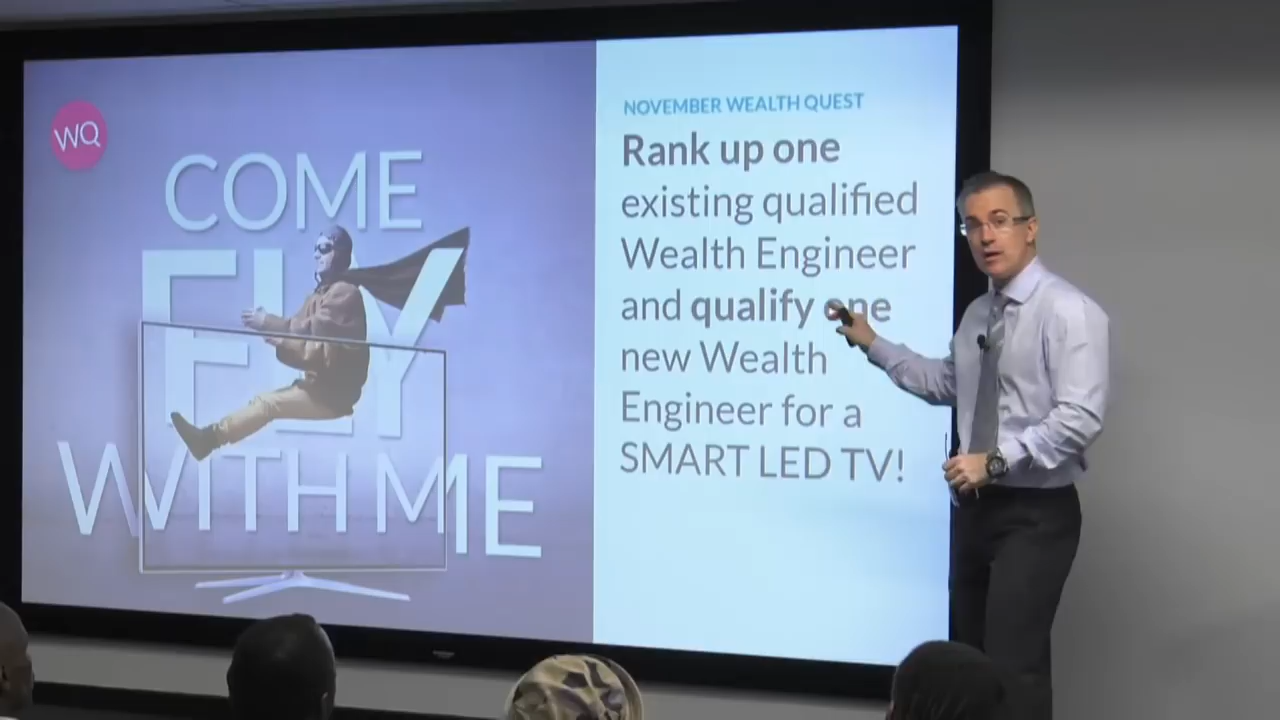 WQ
COME
FLY
WITH ME
NOVEMBER WEALTH QUEST
Rank up one
existing qualified
Wealth Engineer
and qualify one
new Wealth
Engineer for a
SMART LED TV!